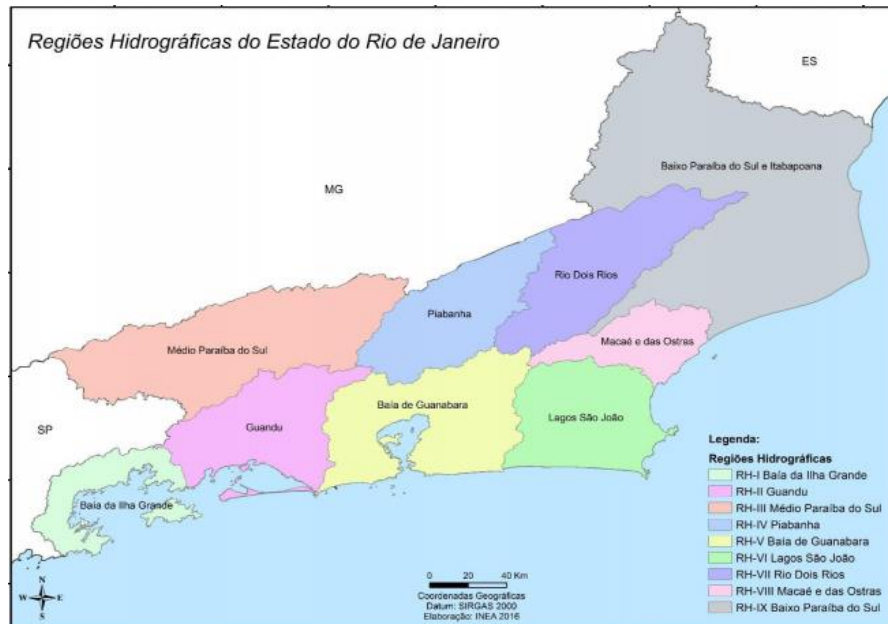 Regiões Hidrográficas do Estado do Rio de Janeiro
ES
MG
Baixo Paraíba do Sul e Itabapoana
Rio Dois Rios
Piabanha
Macaé e das Ostras
Médio Paraíba do Sul
Baía de Guanabara
Lagos São João
Guandu
SP
Baia da Ilha Grande
Legenda:
Regiões Hidrográficas
RH-I Baía da Ilha Grande
RH-II Guandu
RH-III Médio Paraíba do Sul
RH-IV Piabanha
RH-V Baía de Guanabara
RH-VI Lagos São João
RH-VII Rio Dois Rios
RH-VIII Macaé e das Ostras
RH-IX Baixo Paraíba do Sul
N
W E
S
0 20 40 Km
Coordenadas Geográficas
Datum: SIRGAS 2000
Elaboração: INEA 2016